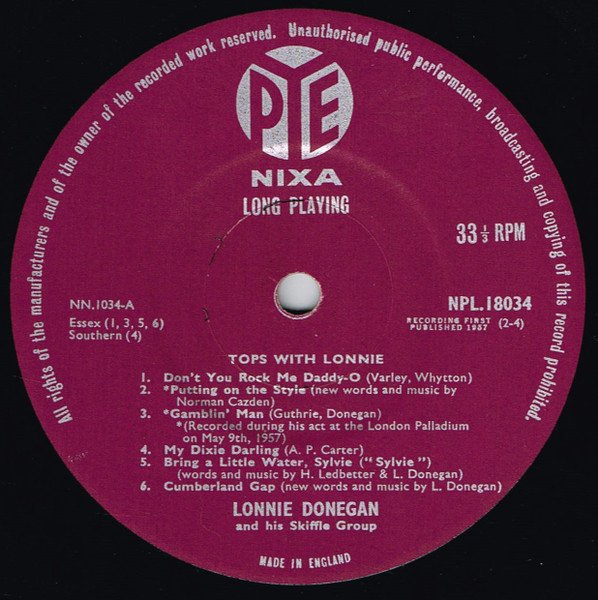 All rights of the manufacturers and of the owner of the recorded work reserved. Unauthorised public performance, broadcasting and copying of this record prohibited.
PYE
NIXA
LONG PLAYING
33 1/3 RPM
NN.1034-A
NPL.18034
Essex (1, 3, 5, 6)
Southern (4)
RECORDING FIRST
PUBLISHED 1957 (2-4)
TOPS WITH LONNIE
1. Don't You Rock Me Daddy-O (Varley, Whytton)
2. *Putting on the Style (new words and music by
Norman Cazden)
3. *Gamblin' Man (Guthrie, Donegan)
*(Recorded during his act at the London Palladium
on May 9th, 1957)
4. My Dixie Darling (A. P. Carter)
5. Bring a Little Water, Sylvie ("Sylvie")
(words and music by H. Ledbetter & L. Donegan)
6. Cumberland Gap (new words and music by L. Donegan)
LONNIE DONEGAN
and his Skiffle Group
MADE IN ENGLAND